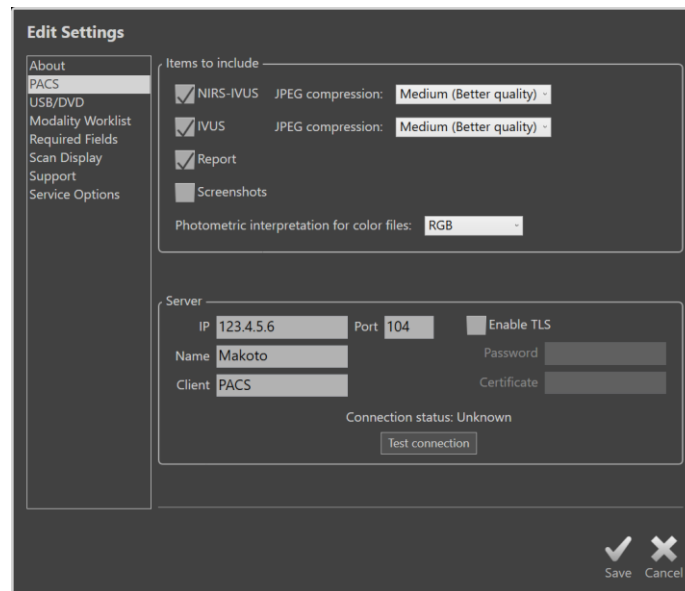 Edit Settings
About
PACS
USB/DVD
Modality Worklist
Required Fields
Scan Display
Support
Service Options
Items to include
NIRS-IVUS JPEG compression: Medium (Better quality)
IVUS JPEG compression: Medium (Better quality)
Report
Screenshots
Photometric interpretation for color files: RGB
Server
IP 123.4.5.6 Port 104 Enable TLS
Name Makoto Password
Client PACS Certificate
Connection status: Unknown
Test connection
Save Cancel